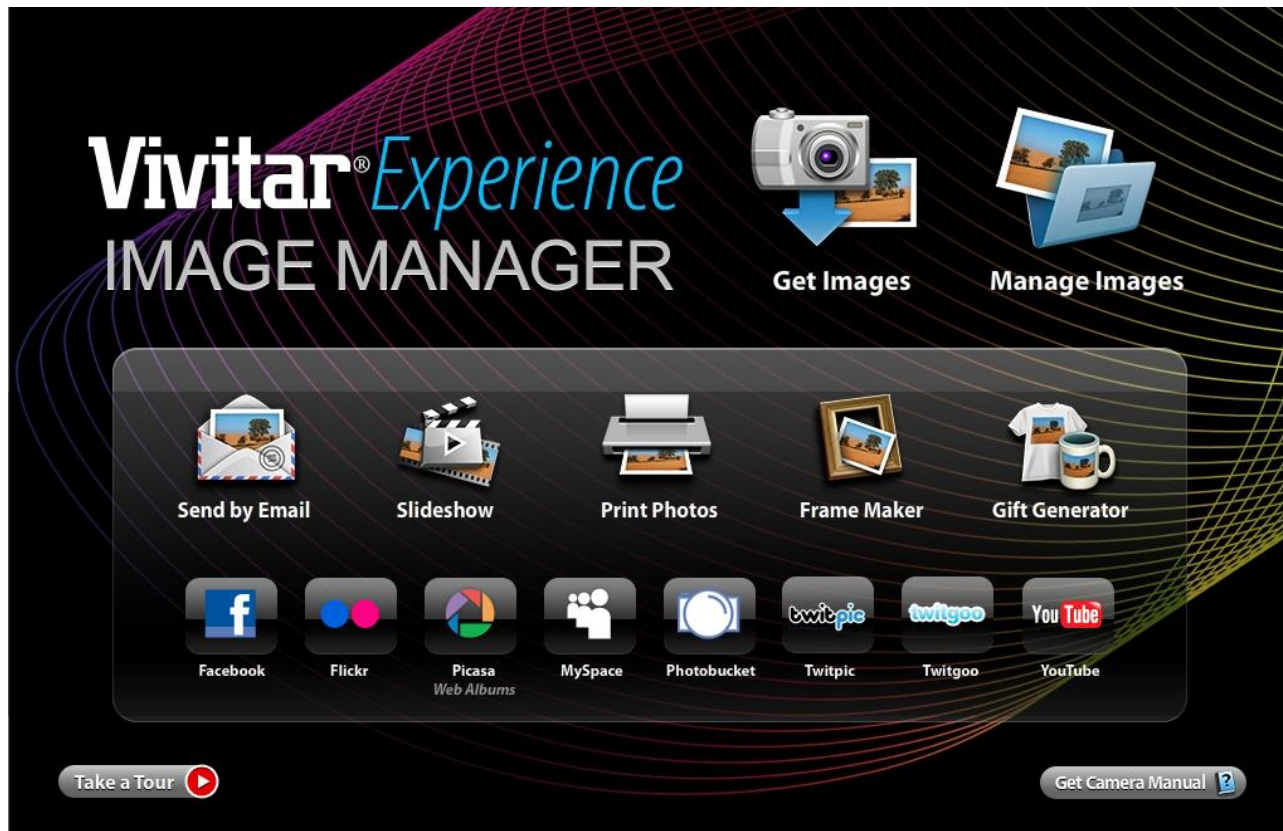 Vivitar® Experience
IMAGE MANAGER
Get Images
Manage Images
Send by Email
Slideshow
Print Photos
Frame Maker
Gift Generator
f
twitpic
twitgoo
You Tube
Facebook
Flickr
Picasa
Web Albums
MySpace
Photobucket
Twitpic
Twitgoo
YouTube
Take a Tour
Get Camera Manual ?